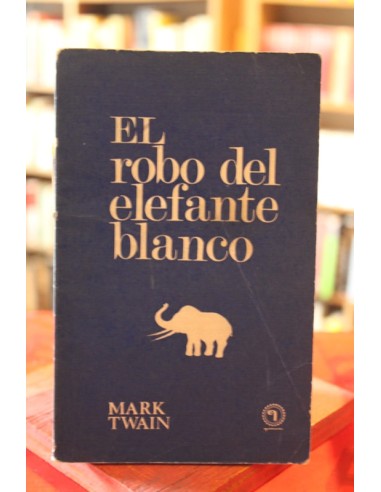 EL
robo del
elefante
blanco
MARK
TWAIN